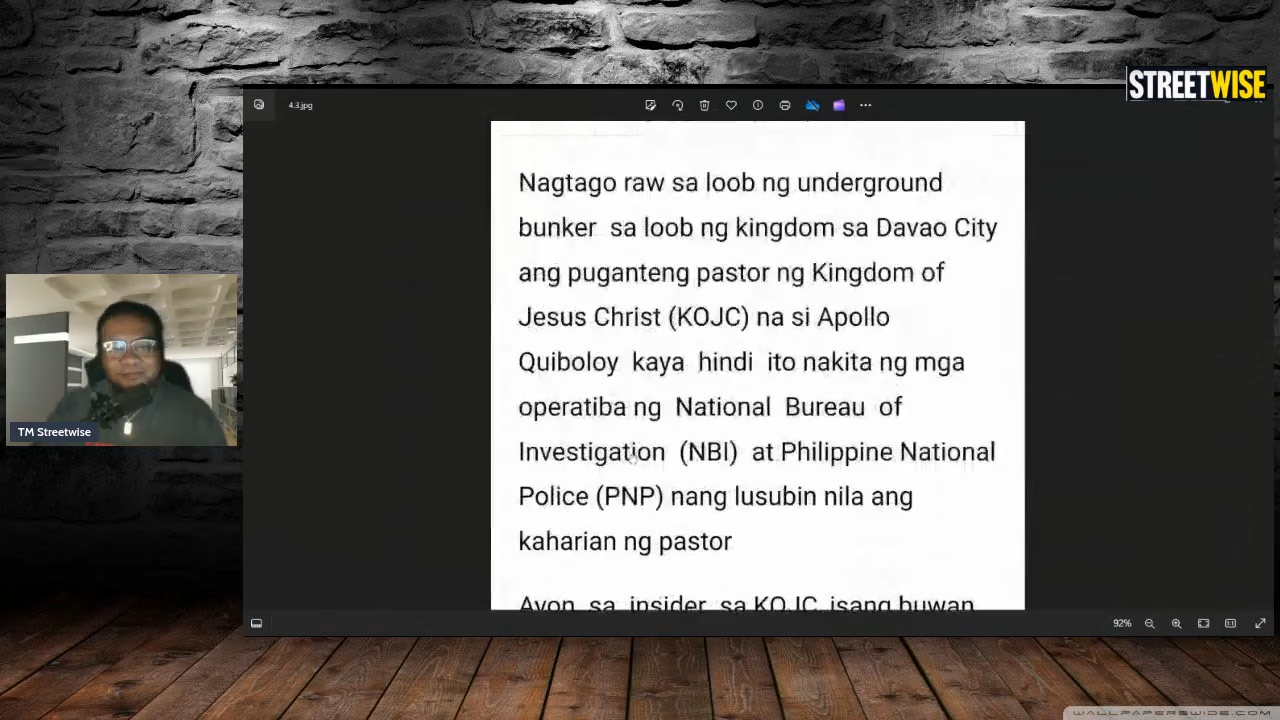 STREETWISE
4.3.jpg
Nagtago raw sa loob ng underground
bunker sa loob ng kingdom sa Davao City
ang puganteng pastor ng Kingdom of
Jesus Christ (KOJC) na si Apollo
Quiboloy kaya hindi ito nakita ng mga
operatiba ng National Bureau of
Investigation (NBI) at Philippine National
Police (PNP) nang lusubin nila ang
kaharian ng pastor
Ayon sa insider sa KOJC, isang buwan
TM Streetwise
92%
WALLPAPERSWIDE.COM